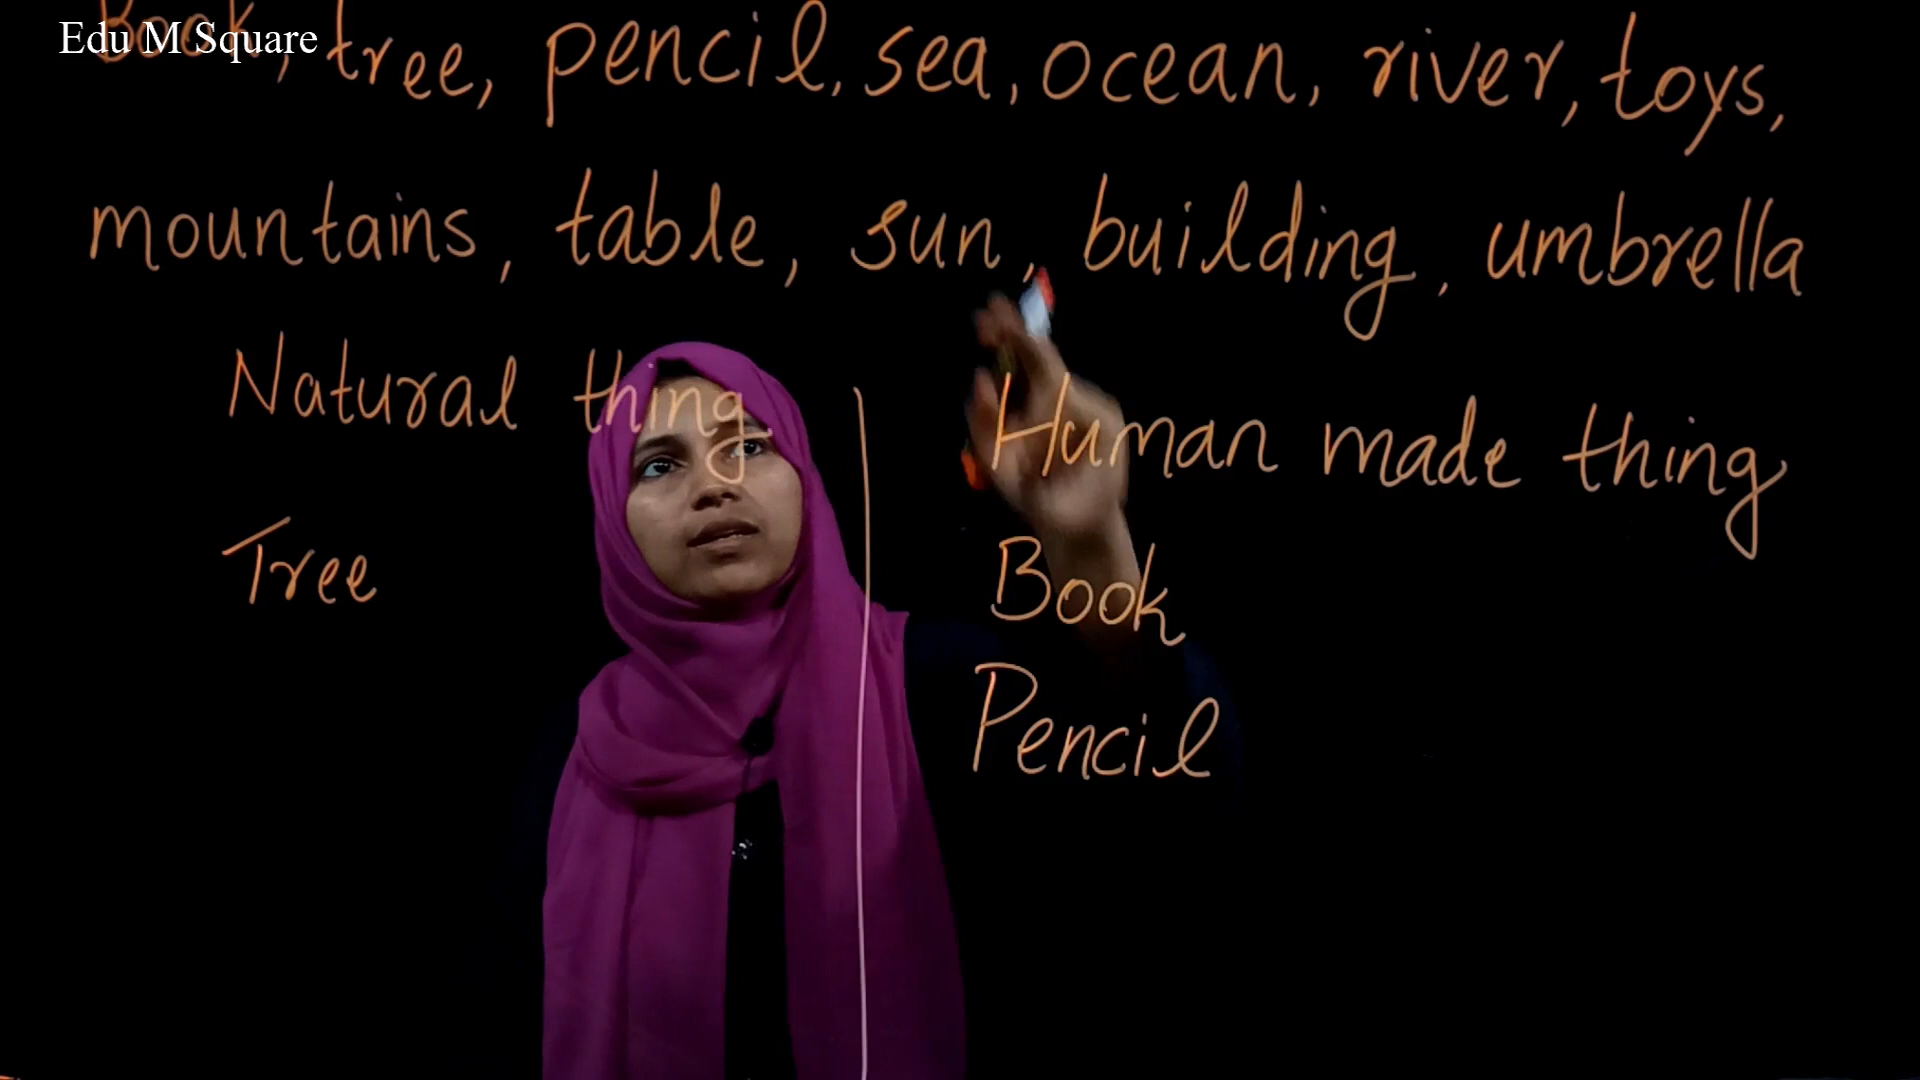 Edu M Square
Book, tree, pencil, sea, ocean, river, toys,
mountains, table, sun, building, umbrella
Natural thing
Human made thing
Tree
Book
Pencil